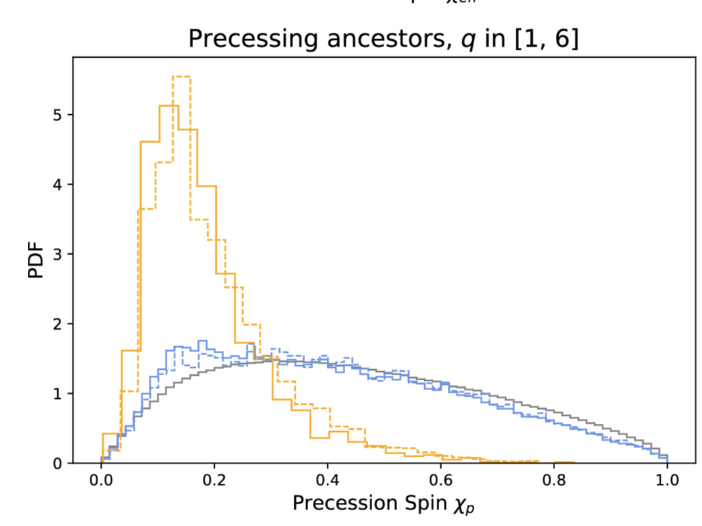 Precessing ancestors, q in [1, 6]
PDF
5
4
3
2
1
0
0.0 0.2 0.4 0.6 0.8 1.0
Precession Spin χₚ